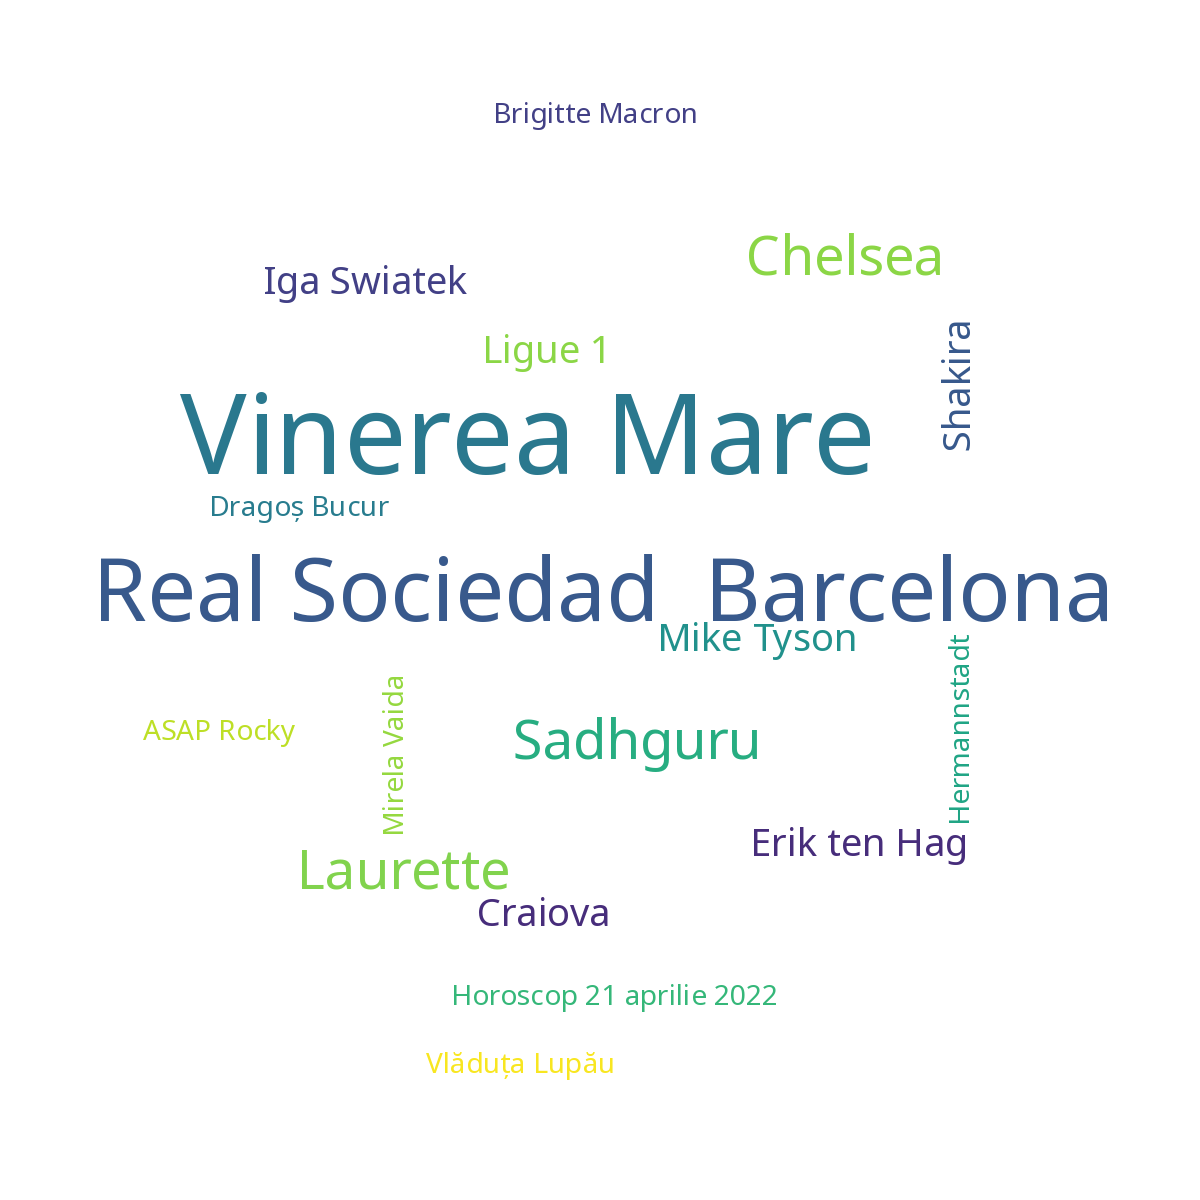 Brigitte Macron
Chelsea
Iga Swiatek
Shakira
Ligue 1
Vinerea Mare
Dragoș Bucur
Real Sociedad  Barcelona
Mike Tyson
Hermannstadt
Mirela Vaida
ASAP Rocky
Sadhguru
Erik ten Hag
Laurette
Craiova
Horoscop 21 aprilie 2022
Vlăduța Lupău